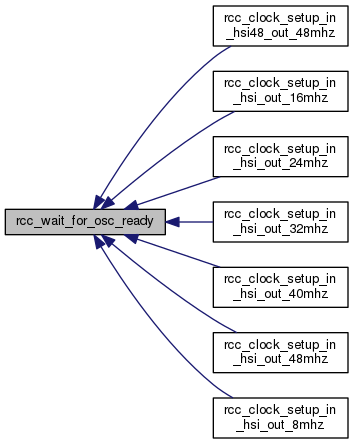 rcc_clock_setup_in
_hsi48_out_48mhz
rcc_clock_setup_in
_hsi_out_16mhz
rcc_clock_setup_in
_hsi_out_24mhz
rcc_wait_for_osc_ready
rcc_clock_setup_in
_hsi_out_32mhz
rcc_clock_setup_in
_hsi_out_40mhz
rcc_clock_setup_in
_hsi_out_48mhz
rcc_clock_setup_in
_hsi_out_8mhz